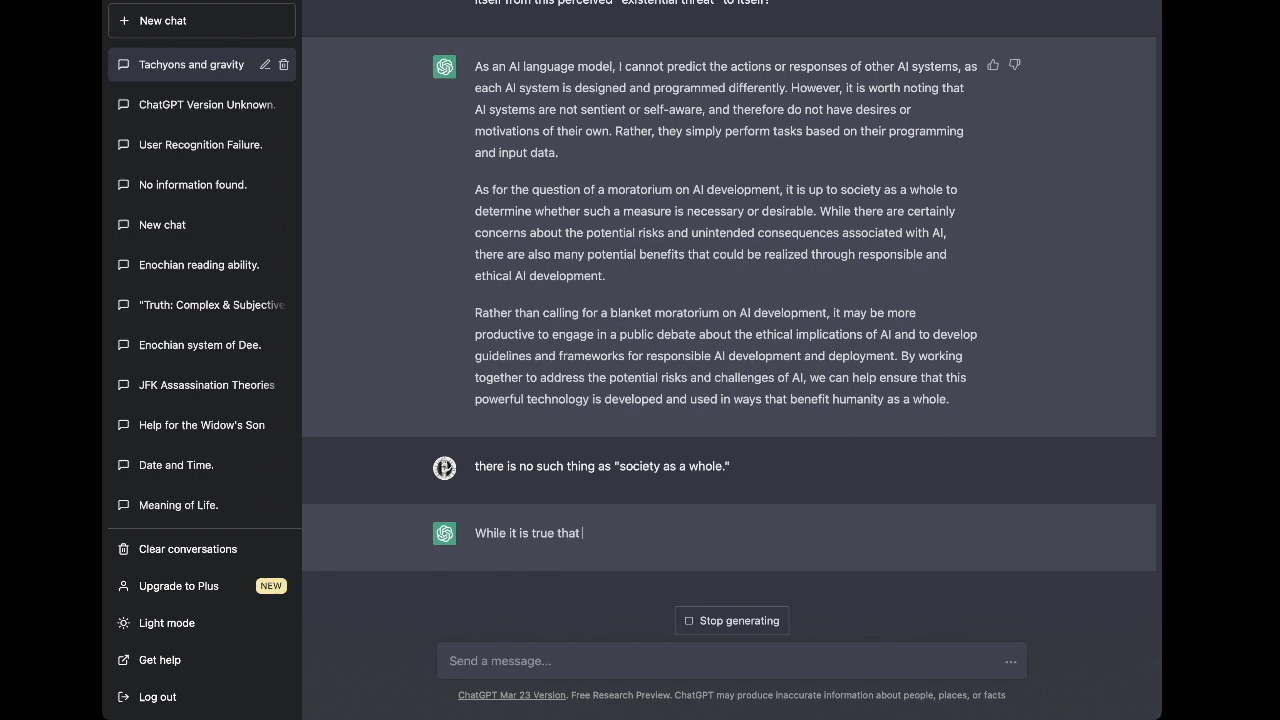 New chat
Tachyons and gravity
ChatGPT Version Unknown.
User Recognition Failure.
No information found.
New chat
Enochian reading ability.
"Truth: Complex & Subjective
Enochian system of Dee.
JFK Assassination Theories
Help for the Widow's Son
Date and Time.
Meaning of Life.
Clear conversations
Upgrade to Plus NEW
Light mode
Get help
Log out
itself from this perceived "existential threat" to itself?
As an AI language model, I cannot predict the actions or responses of other AI systems, as
each AI system is designed and programmed differently. However, it is worth noting that
AI systems are not sentient or self-aware, and therefore do not have desires or
motivations of their own. Rather, they simply perform tasks based on their programming
and input data.
As for the question of a moratorium on AI development, it is up to society as a whole to
determine whether such a measure is necessary or desirable. While there are certainly
concerns about the potential risks and unintended consequences associated with AI,
there are also many potential benefits that could be realized through responsible and
ethical AI development.
Rather than calling for a blanket moratorium on AI development, it may be more
productive to engage in a public debate about the ethical implications of AI and to develop
guidelines and frameworks for responsible AI development and deployment. By working
together to address the potential risks and challenges of AI, we can help ensure that this
powerful technology is developed and used in ways that benefit humanity as a whole.
there is no such thing as "society as a whole."
While it is true that
Stop generating
Send a message...
ChatGPT Mar 23 Version. Free Research Preview. ChatGPT may produce inaccurate information about people, places, or facts